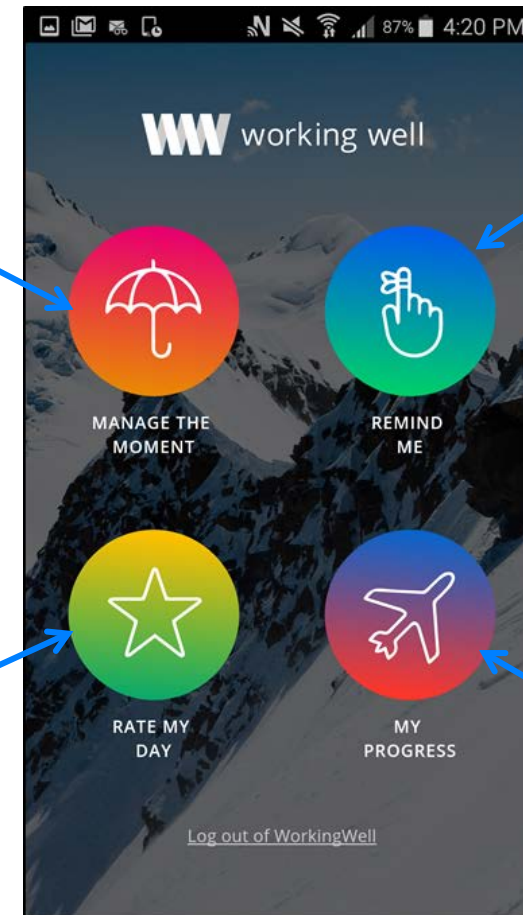 87% 4:20 PM
WW working well
MANAGE THE
MOMENT
REMIND
ME
RATE MY
DAY
MY
PROGRESS
Log out of WorkingWell